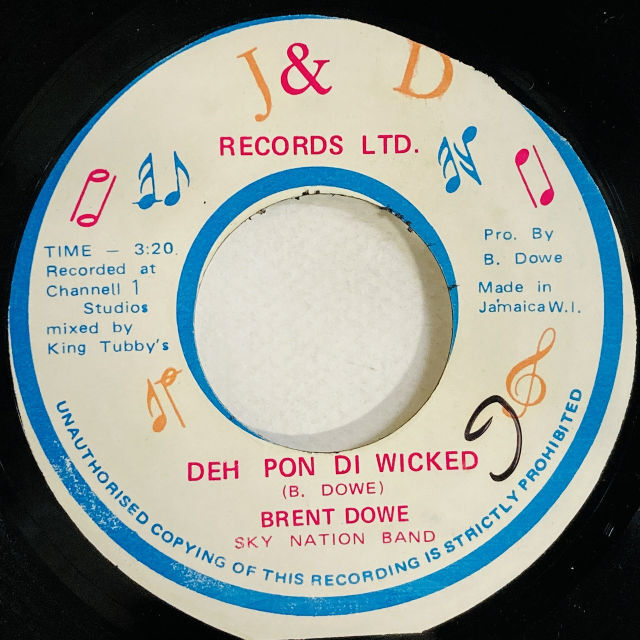 J & D
RECORDS LTD.
TIME — 3:20
Recorded at
Channell 1
Studios
mixed by
King Tubby's
Pro. By
B. Dowe
Made in
Jamaica W.I.
DEH PON DI WICKED
(B. DOWE)
BRENT DOWE
SKY NATION BAND
UNAUTHORISED COPYING OF THIS RECORDING IS STRICTLY PROHIBITED